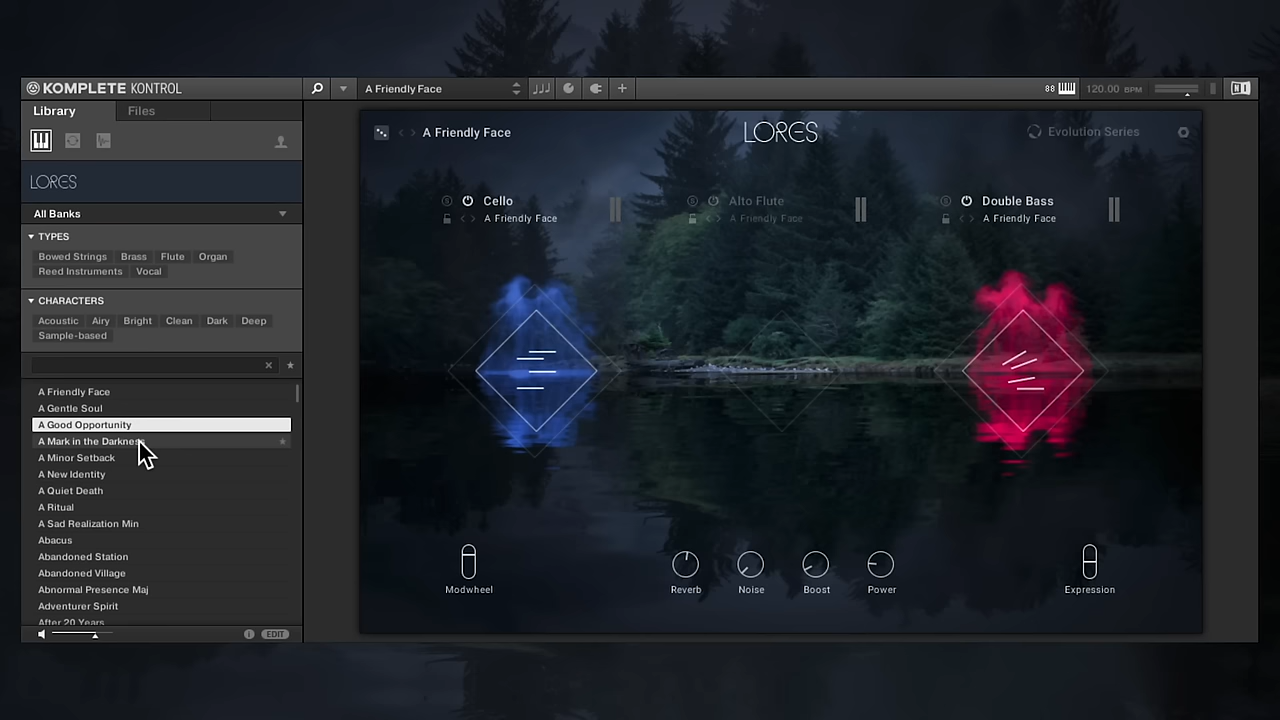 KOMPLETE KONTROL
A Friendly Face
88
120.00 BPM
Library
Files
LORES
All Banks
TYPES
Bowed Strings Brass Flute Organ
Reed Instruments Vocal
CHARACTERS
Acoustic Airy Bright Clean Dark Deep
Sample-based
A Friendly Face
A Gentle Soul
A Good Opportunity
A Mark in the Darkness
A Minor Setback
A New Identity
A Quiet Death
A Ritual
A Sad Realization Min
Abacus
Abandoned Station
Abandoned Village
Abnormal Presence Maj
Adventurer Spirit
After 20 Years
EDIT
A Friendly Face
LORES
Evolution Series
S Cello
A Friendly Face
S Alto Flute
A Friendly Face
S Double Bass
A Friendly Face
Modwheel
Reverb
Noise
Boost
Power
Expression